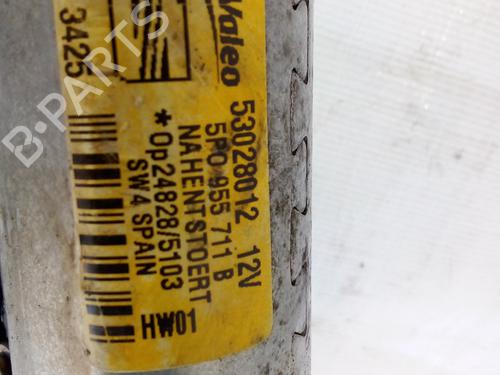 Valeo
3425
53028012 12V
5P0 955 711 B
NAHENTSTOERT
*Op24828/5103
SW4 SPAIN
HW01
B-PARTS